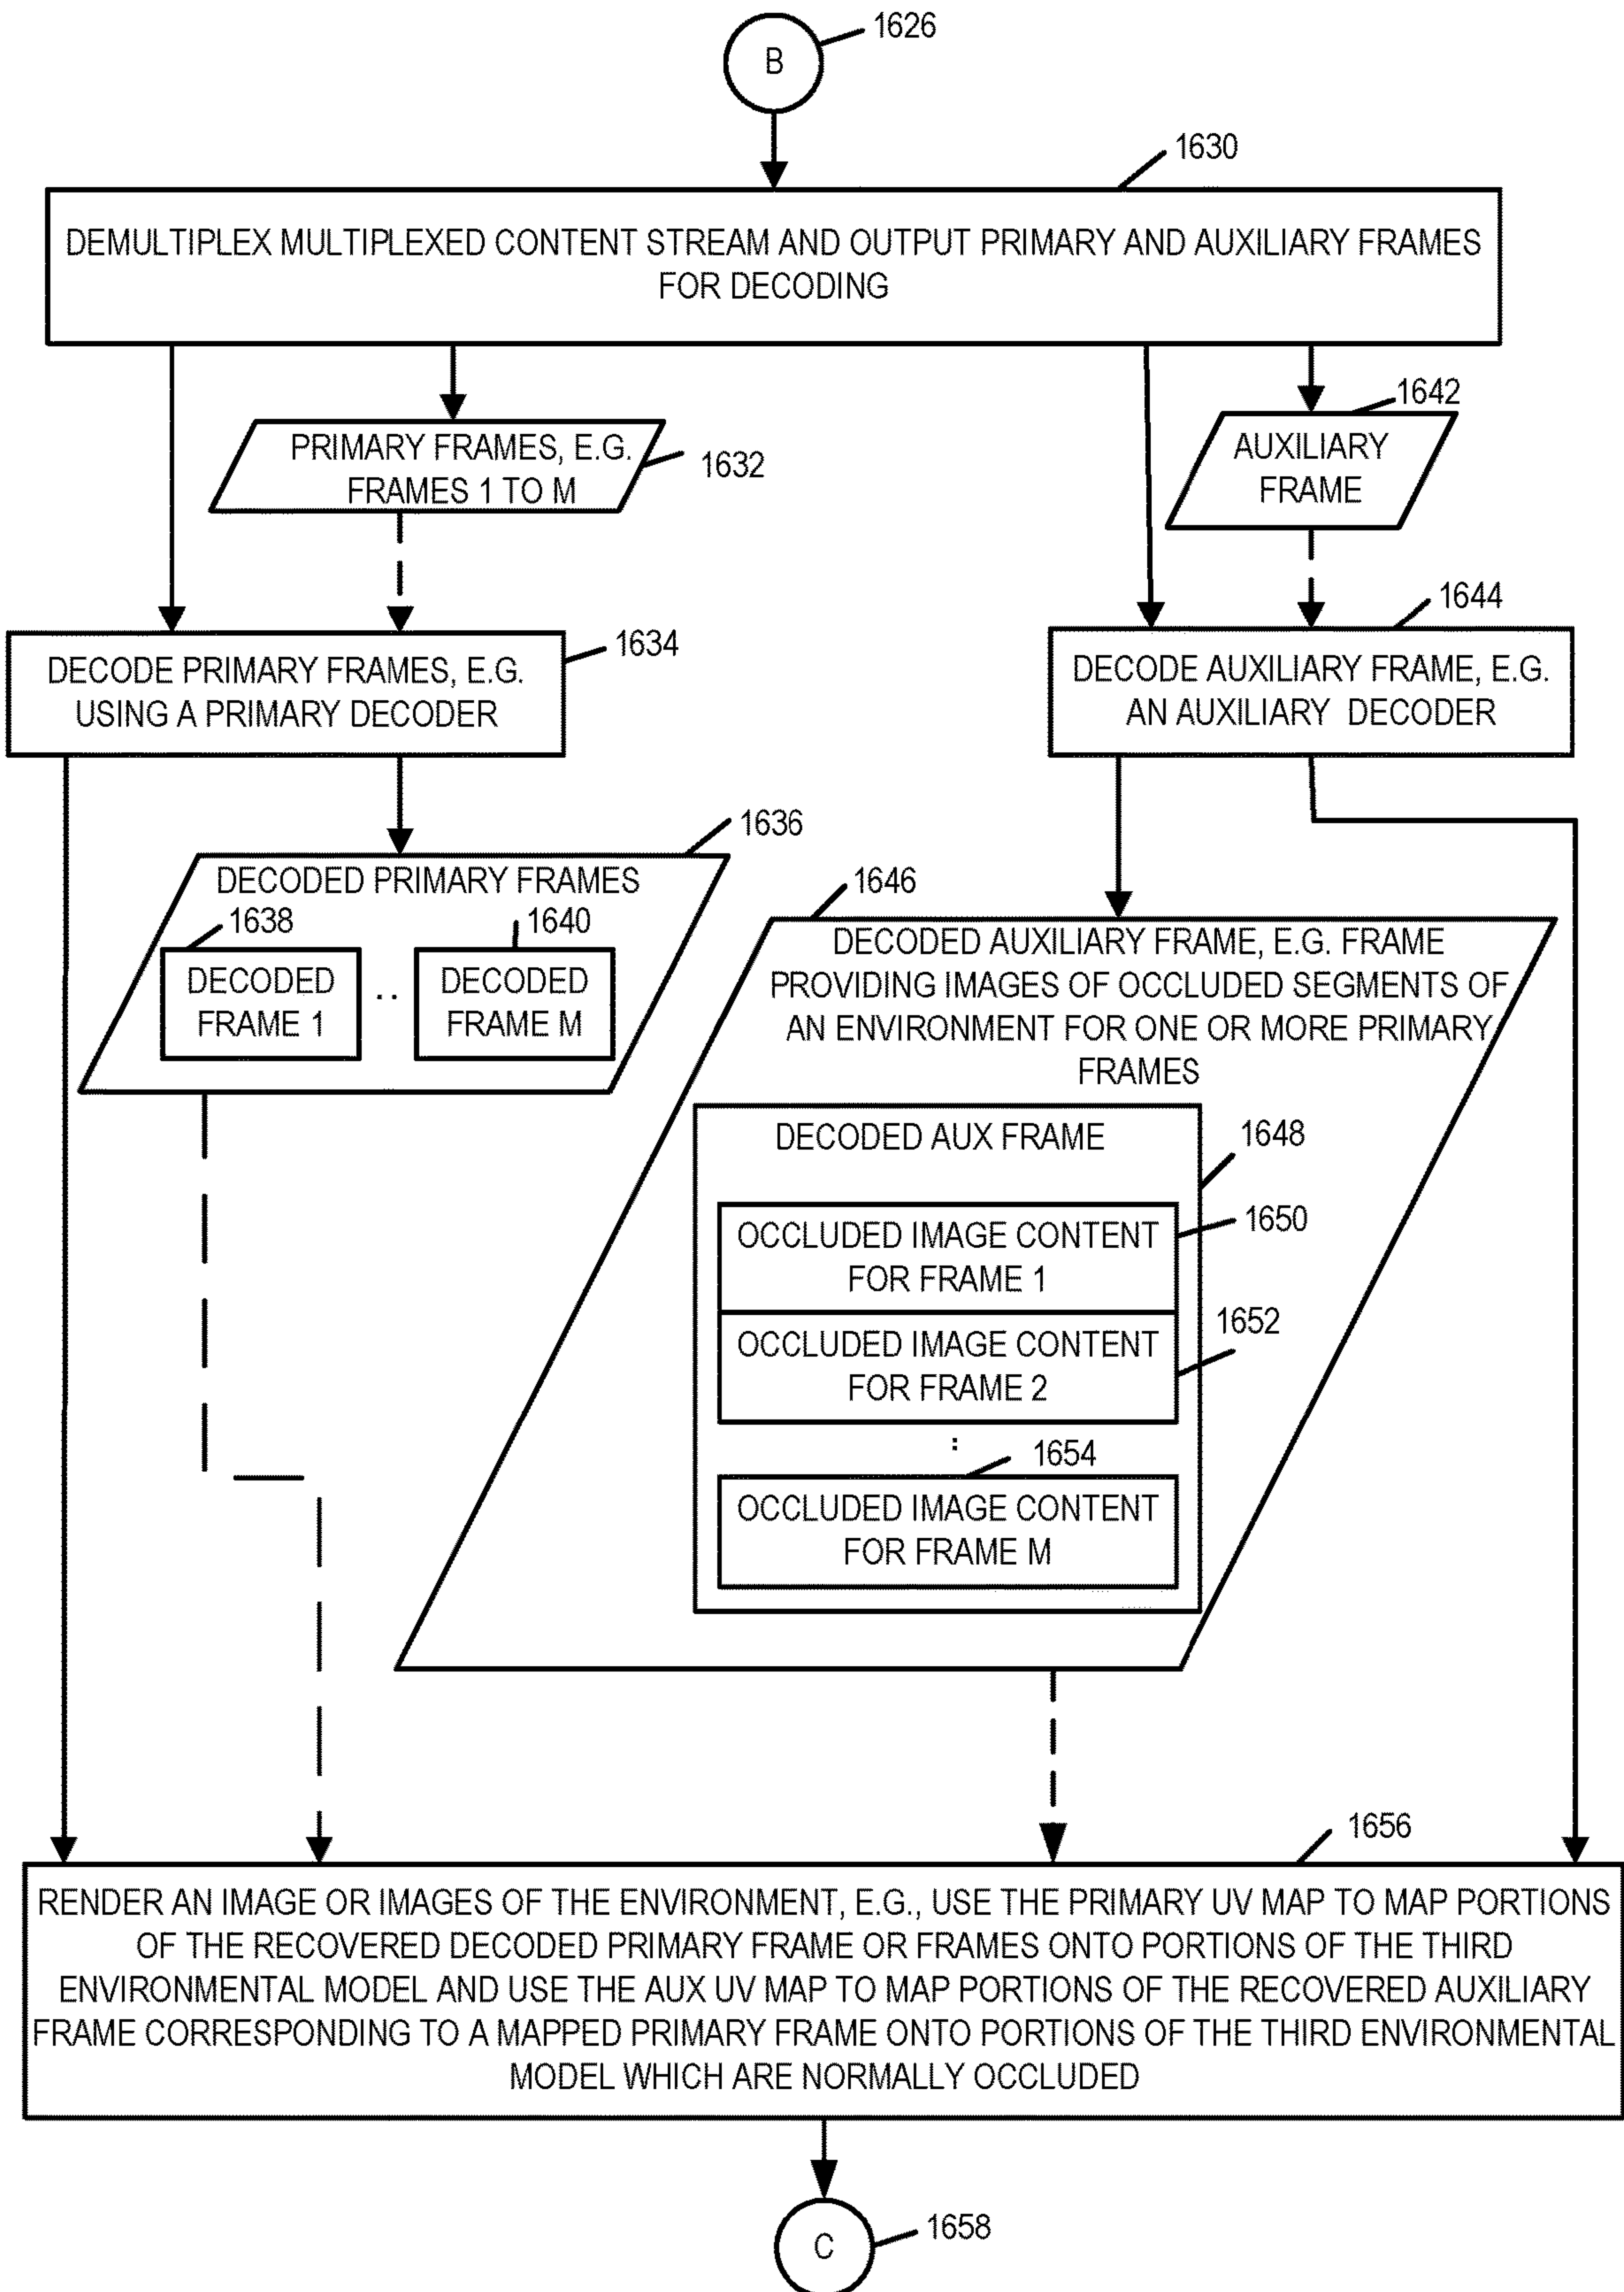 1626
B
1630
DEMULTIPLEX MULTIPLEXED CONTENT STREAM AND OUTPUT PRIMARY AND AUXILIARY FRAMES
FOR DECODING
1642
PRIMARY FRAMES, E.G.
FRAMES 1 TO M
1632
AUXILIARY
FRAME
1634
DECODE PRIMARY FRAMES, E.G.
USING A PRIMARY DECODER
1644
DECODE AUXILIARY FRAME, E.G.
AN AUXILIARY DECODER
1636
DECODED PRIMARY FRAMES
1638
1640
DECODED
FRAME 1
..
DECODED
FRAME M
1646
DECODED AUXILIARY FRAME, E.G. FRAME
PROVIDING IMAGES OF OCCLUDED SEGMENTS OF
AN ENVIRONMENT FOR ONE OR MORE PRIMARY
FRAMES
DECODED AUX FRAME
1648
OCCLUDED IMAGE CONTENT
FOR FRAME 1
1650
OCCLUDED IMAGE CONTENT
FOR FRAME 2
1652
:
1654
OCCLUDED IMAGE CONTENT
FOR FRAME M
1656
RENDER AN IMAGE OR IMAGES OF THE ENVIRONMENT, E.G., USE THE PRIMARY UV MAP TO MAP PORTIONS
OF THE RECOVERED DECODED PRIMARY FRAME OR FRAMES ONTO PORTIONS OF THE THIRD
ENVIRONMENTAL MODEL AND USE THE AUX UV MAP TO MAP PORTIONS OF THE RECOVERED AUXILIARY
FRAME CORRESPONDING TO A MAPPED PRIMARY FRAME ONTO PORTIONS OF THE THIRD ENVIRONMENTAL
MODEL WHICH ARE NORMALLY OCCLUDED
C
1658